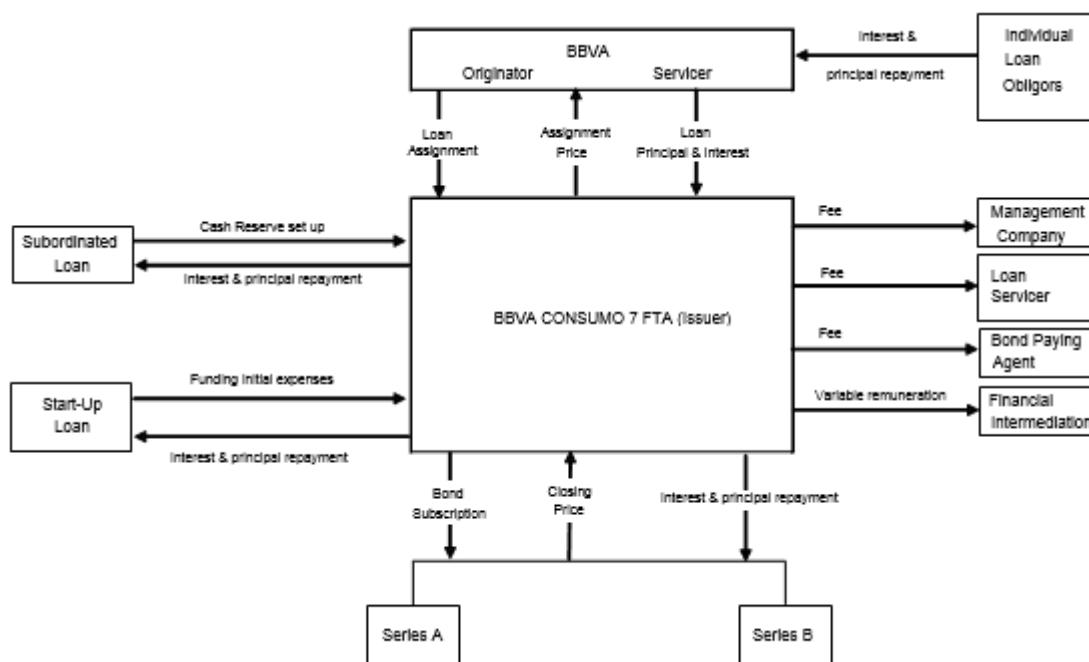 BBVA
Originator Servicer
Interest &
principal repayment
Individual
Loan
Obligors
Loan
Assignment
Assignment
Price
Loan
Principal & Interest
Subordinated
Loan
Cash Reserve set up
Interest & principal repayment
BBVA CONSUMO 7 FTA (Issuer)
Fee
Management
Company
Fee
Loan
Servicer
Fee
Bond Paying
Agent
Variable remuneration
Financial
Intermediation
Start-Up
Loan
Funding initial expenses
Interest & principal repayment
Bond
Subscription
Closing
Price
Interest & principal repayment
Series A
Series B